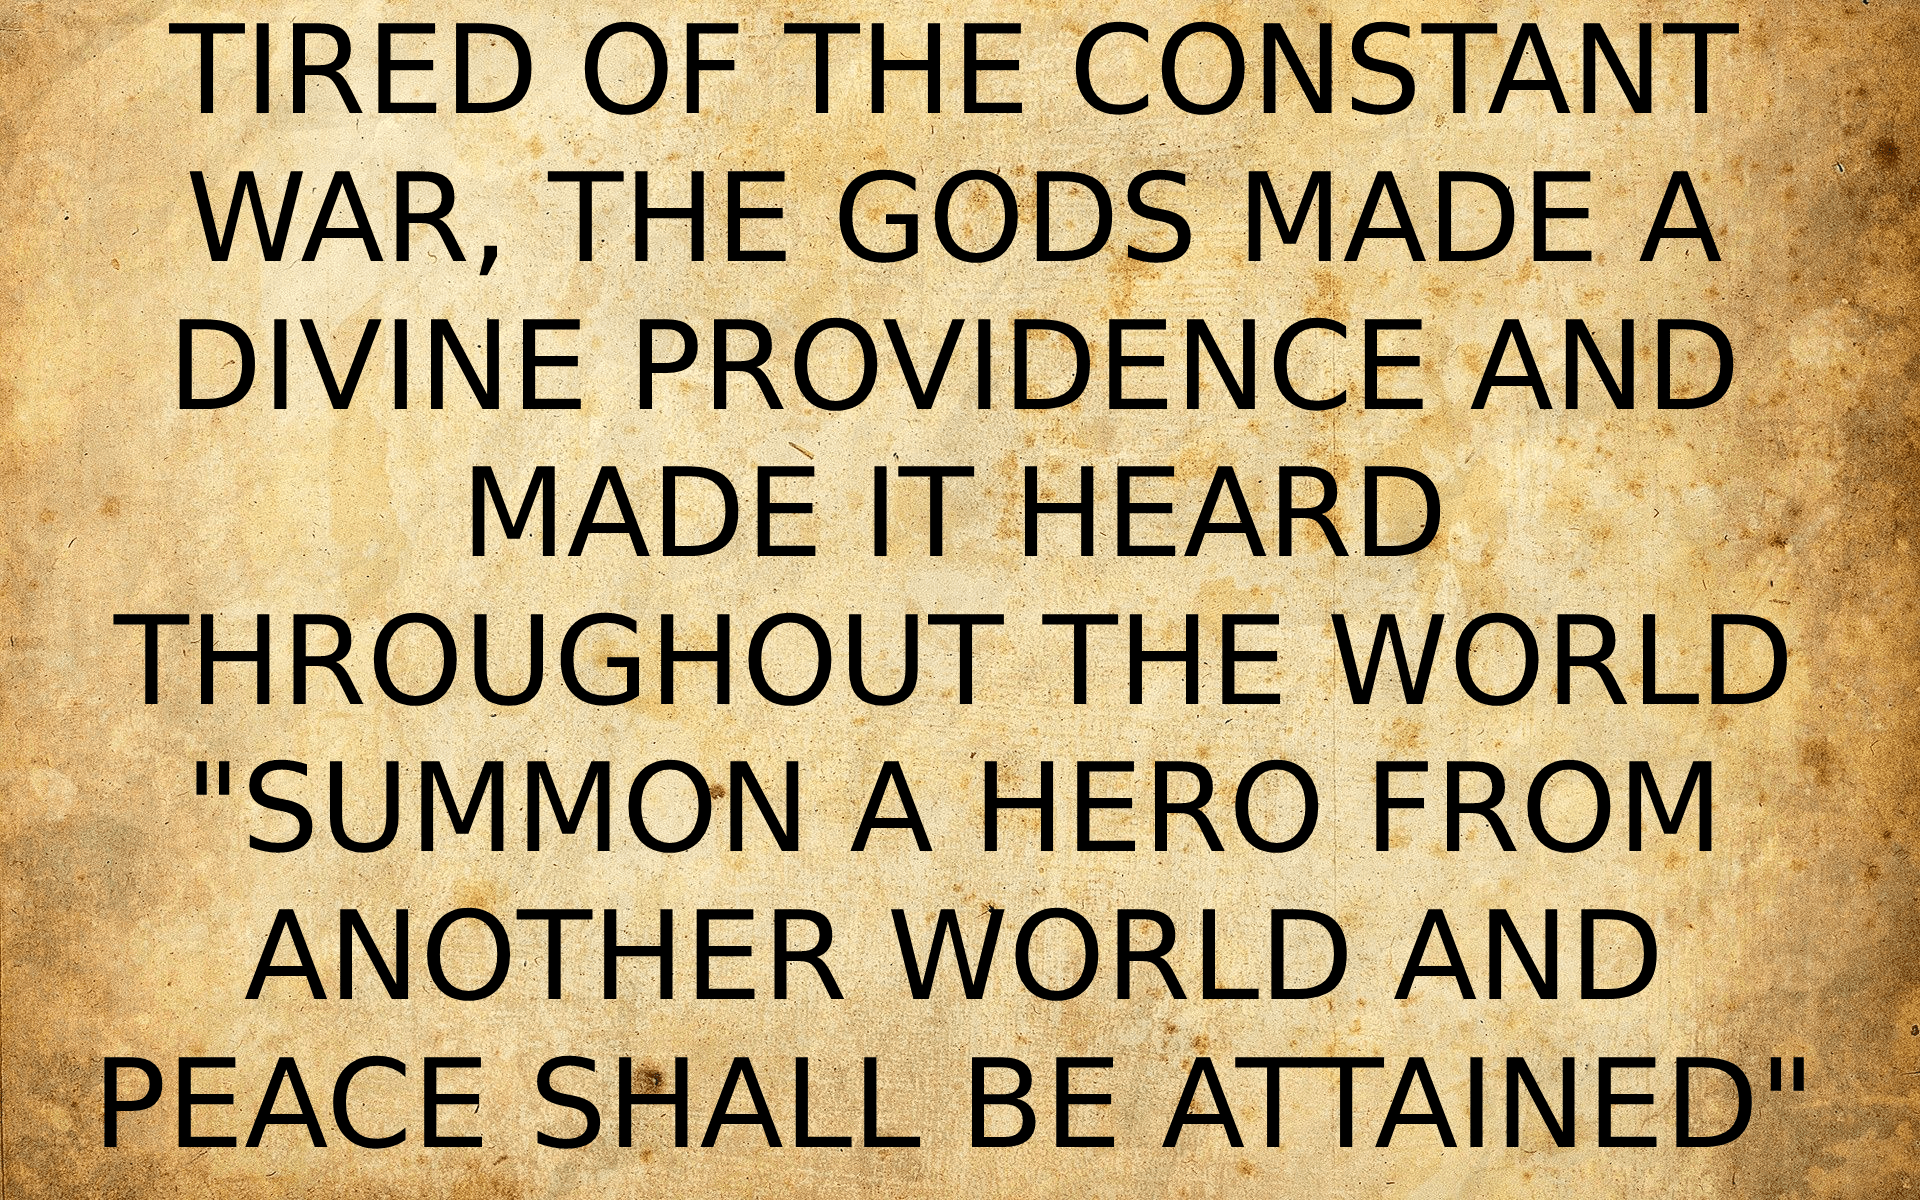 TIRED OF THE CONSTANT
WAR, THE GODS MADE A
DIVINE PROVIDENCE AND
MADE IT HEARD
THROUGHOUT THE WORLD
"SUMMON A HERO FROM
ANOTHER WORLD AND
PEACE SHALL BE ATTAINED"